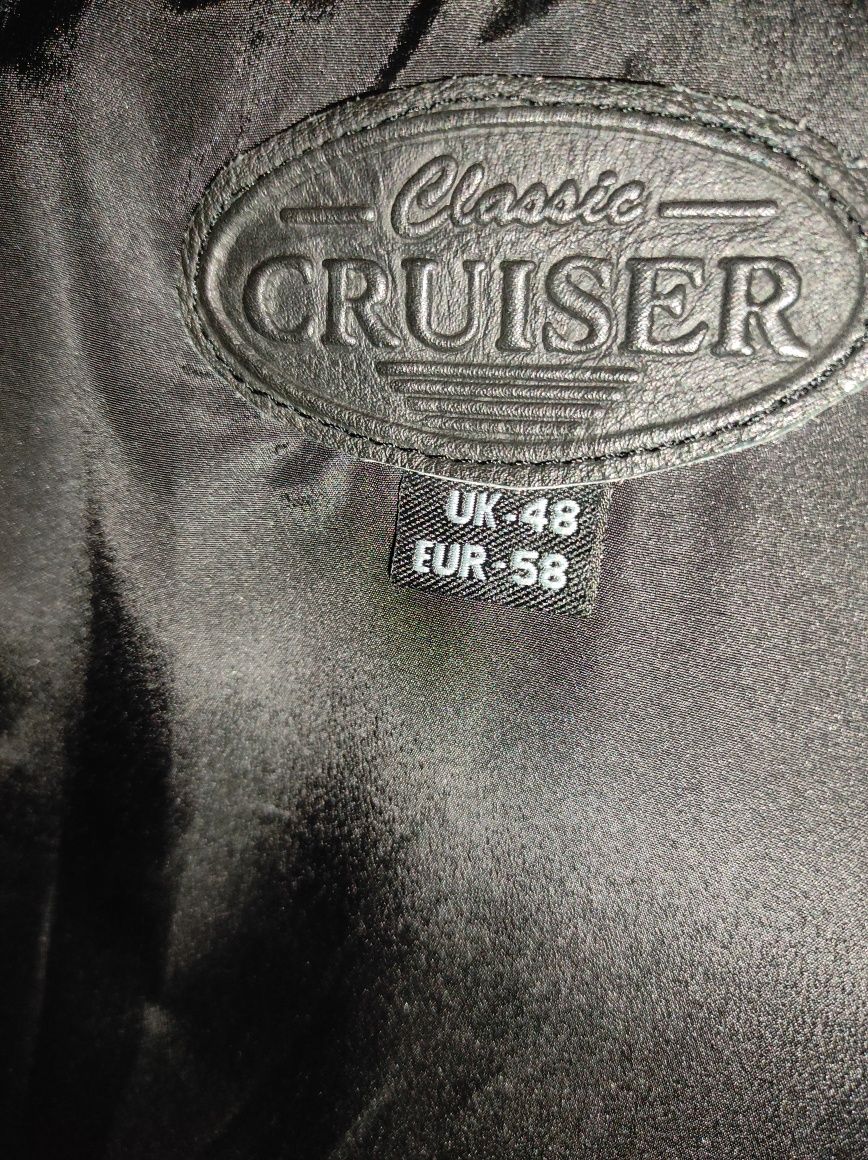 Classic
CRUISER
UK-48
EUR-58